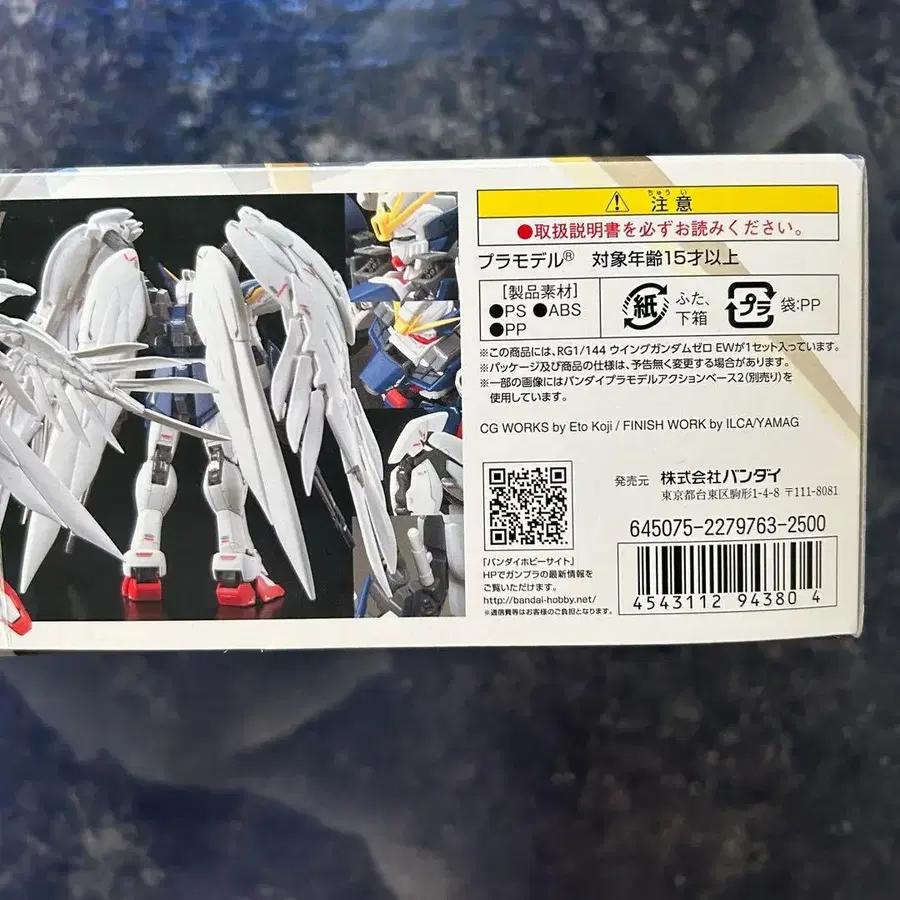 ちゅう い
注意
●取扱説明書を必ずお読みください。
プラモデル® 対象年齢15才以上
[製品素材]
●PS ●ABS
●PP
紙 ふた、
下箱
プラ 袋:PP
※この商品には、RG1/144 ウイングガンダムゼロ EWが1セット入っています。
※パッケージ及び商品の仕様は、予告無く変更する場合があります。
※一部の画像にはバンダイプラモデルアクションベース2(別売り)を
使用しています。
CG WORKS by Eto Koji / FINISH WORK by ILCA/YAMAG
発売元 株式会社バンダイ
東京都台東区駒形1-4-8 〒111-8081
645075-2279763-2500
4543112 94380 4
「バンダイホビーサイト」
HPでガンプラの最新情報を
ご覧いただけます。
http://bandai-hobby.net/
※通信費等はお客様のご負担となります。